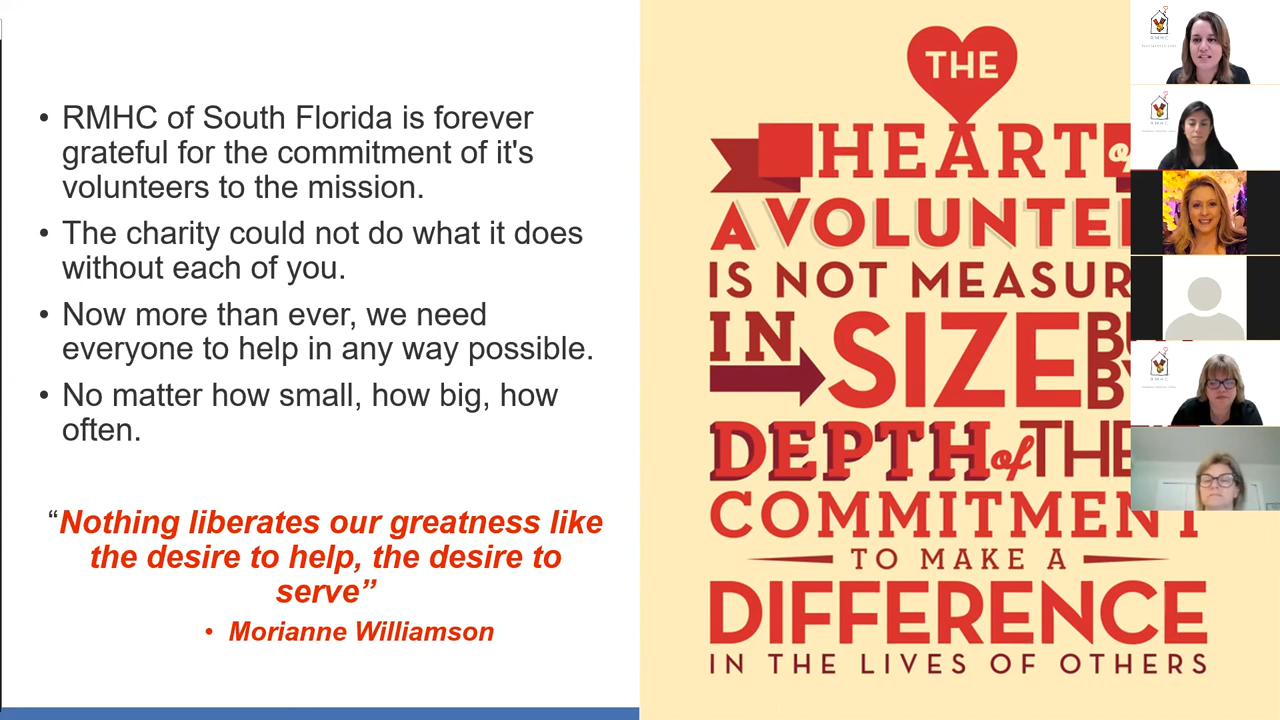 • RMHC of South Florida is forever
grateful for the commitment of it's
volunteers to the mission.
• The charity could not do what it does
without each of you.
• Now more than ever, we need
everyone to help in any way possible.
• No matter how small, how big, how
often.
“Nothing liberates our greatness like
the desire to help, the desire to
serve”
• Morianne Williamson
THE
HEART of
A VOLUNTE
IS NOT MEASUR
IN SIZE
DEPTH of THE
COMMITMENT
TO MAKE A
DIFFERENCE
IN THE LIVES OF OTHERS
RMHC
RMHC
RMHC